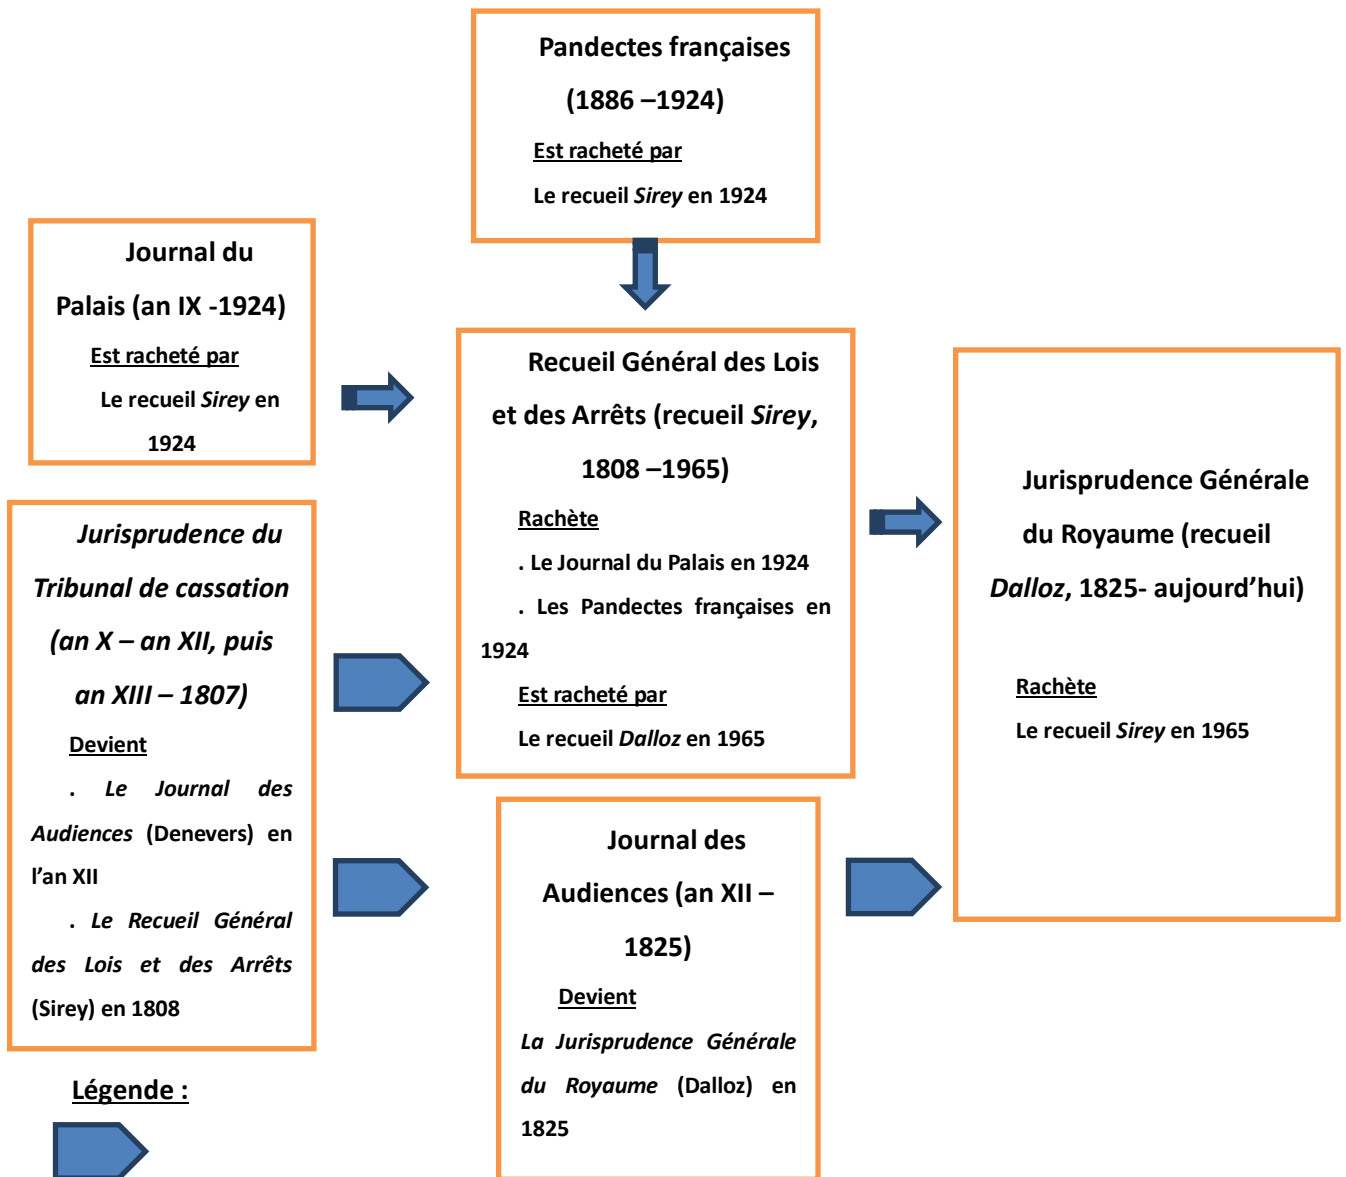 Pandectes françaises
(1886 –1924)
Est racheté par
Le recueil Sirey en 1924
Journal du
Palais (an IX -1924)
Est racheté par
Le recueil Sirey en
1924
Recueil Général des Lois
et des Arrêts (recueil Sirey,
1808 –1965)
Rachète
. Le Journal du Palais en 1924
. Les Pandectes françaises en
1924
Est racheté par
Le recueil Dalloz en 1965
Jurisprudence Générale
du Royaume (recueil
Dalloz, 1825- aujourd’hui)
Rachète
Le recueil Sirey en 1965
Jurisprudence du
Tribunal de cassation
(an X – an XII, puis
an XIII – 1807)
Devient
. Le Journal des
Audiences (Denevers) en
l’an XII
. Le Recueil Général
des Lois et des Arrêts
(Sirey) en 1808
Journal des
Audiences (an XII –
1825)
Devient
La Jurisprudence Générale
du Royaume (Dalloz) en
1825
Légende :